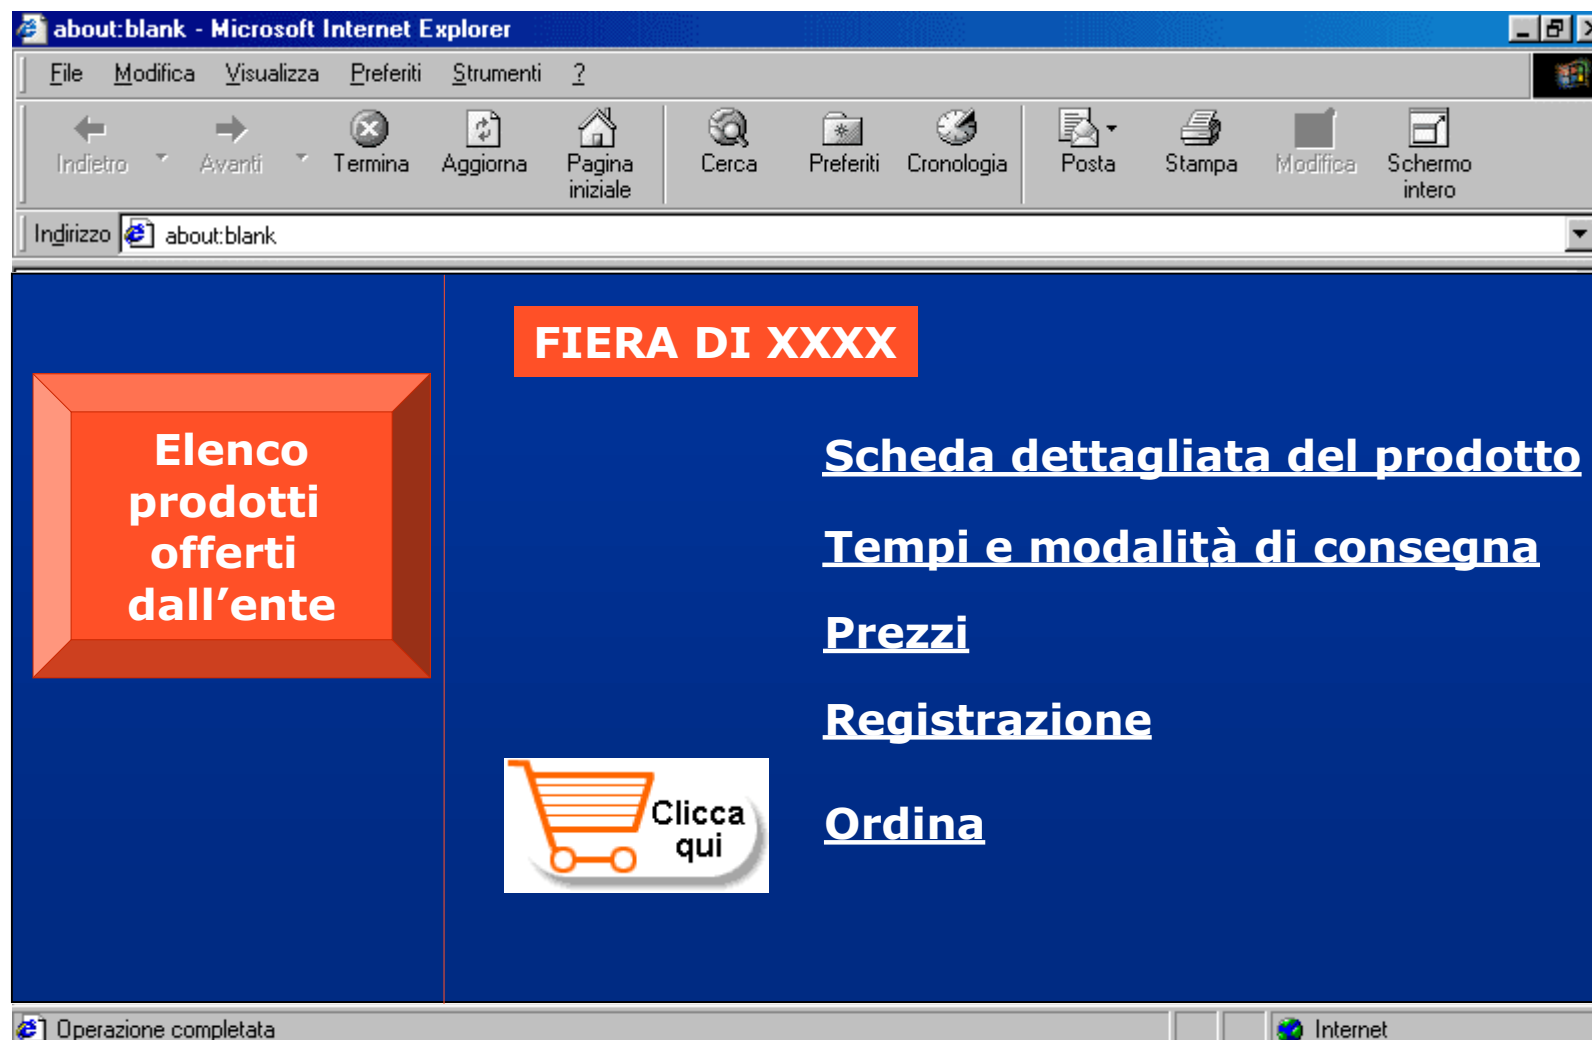 about:blank - Microsoft Internet Explorer
File Modifica Visualizza Preferiti Strumenti ?
Indietro Avanti Termina Aggiorna Pagina iniziale Cerca Preferiti Cronologia Posta Stampa Modifica Schermo intero
Indirizzo about:blank
FIERA DI XXXX
Elenco
prodotti
offerti
dall’ente
Scheda dettagliata del prodotto
Tempi e modalità di consegna
Prezzi
Registrazione
Clicca
qui
Ordina
Operazione completata
Internet